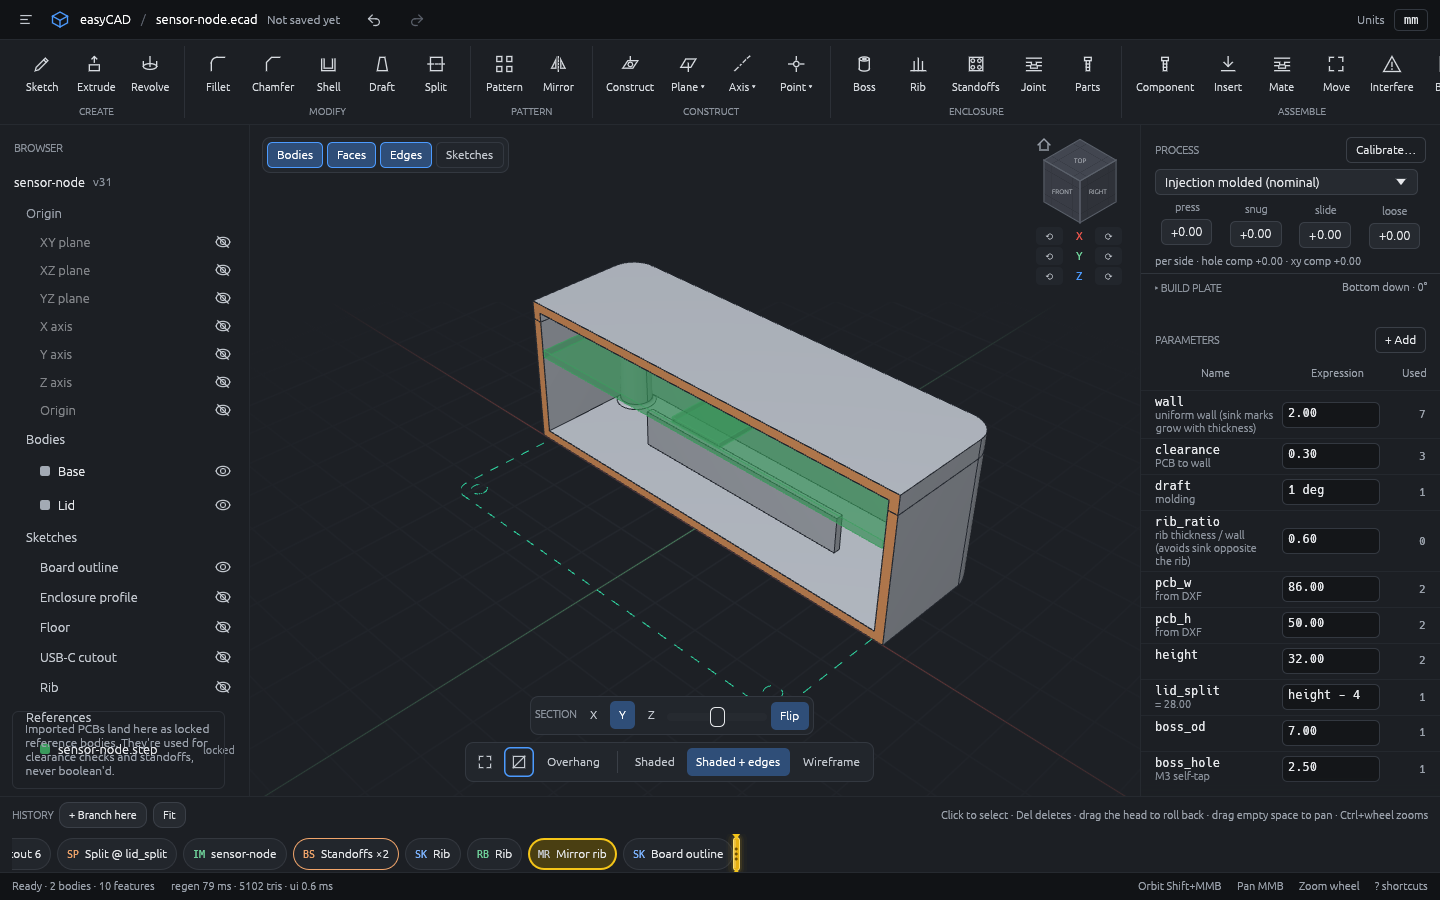 easyCAD / sensor-node.ecad Not saved yet
Units mm
Sketch Extrude Revolve
CREATE
Fillet Chamfer Shell Draft Split
MODIFY
Pattern Mirror
PATTERN
Construct Plane Axis Point
CONSTRUCT
Boss Rib Standoffs Joint Parts
ENCLOSURE
Component Insert Mate Move Interfere
ASSEMBLE
BROWSER
sensor-node v31
Origin
XY plane
XZ plane
YZ plane
X axis
Y axis
Z axis
Origin
Bodies
Base
Lid
Sketches
Board outline
Enclosure profile
Floor
USB-C cutout
Rib
References
sensor-node.step locked
Imported PCBs land here as locked
reference bodies. They're used for
clearance checks and standoffs,
never boolean'd.
Bodies Faces Edges Sketches
TOP
FRONT RIGHT
X
Y
Z
SECTION X Y Z Flip
Overhang Shaded Shaded + edges Wireframe
PROCESS Calibrate...
Injection molded (nominal)
press snug slide loose
+0.00 +0.00 +0.00 +0.00
per side · hole comp +0.00 · xy comp +0.00
BUILD PLATE Bottom down · 0°
PARAMETERS + Add
Name Expression Used
wall 2.00 7
uniform wall (sink marks
grow with thickness)
clearance 0.30 3
PCB to wall
draft 1 deg 1
molding
rib_ratio 0.60 0
rib thickness / wall
(avoids sink opposite
the rib)
pcb_w 86.00 2
from DXF
pcb_h 50.00 2
from DXF
height 32.00 2
lid_split height - 4 1
= 28.00
boss_od 7.00 1
boss_hole 2.50 1
M3 self-tap
HISTORY + Branch here Fit
Click to select · Del deletes · drag the head to roll back · drag empty space to pan · Ctrl+wheel zooms
out 6 SP Split @ lid_split IM sensor-node BS Standoffs ×2 SK Rib RB Rib MR Mirror rib SK Board outline
Ready · 2 bodies · 10 features regen 79 ms · 5102 tris · ui 0.6 ms
Orbit Shift+MMB Pan MMB Zoom wheel ? shortcuts